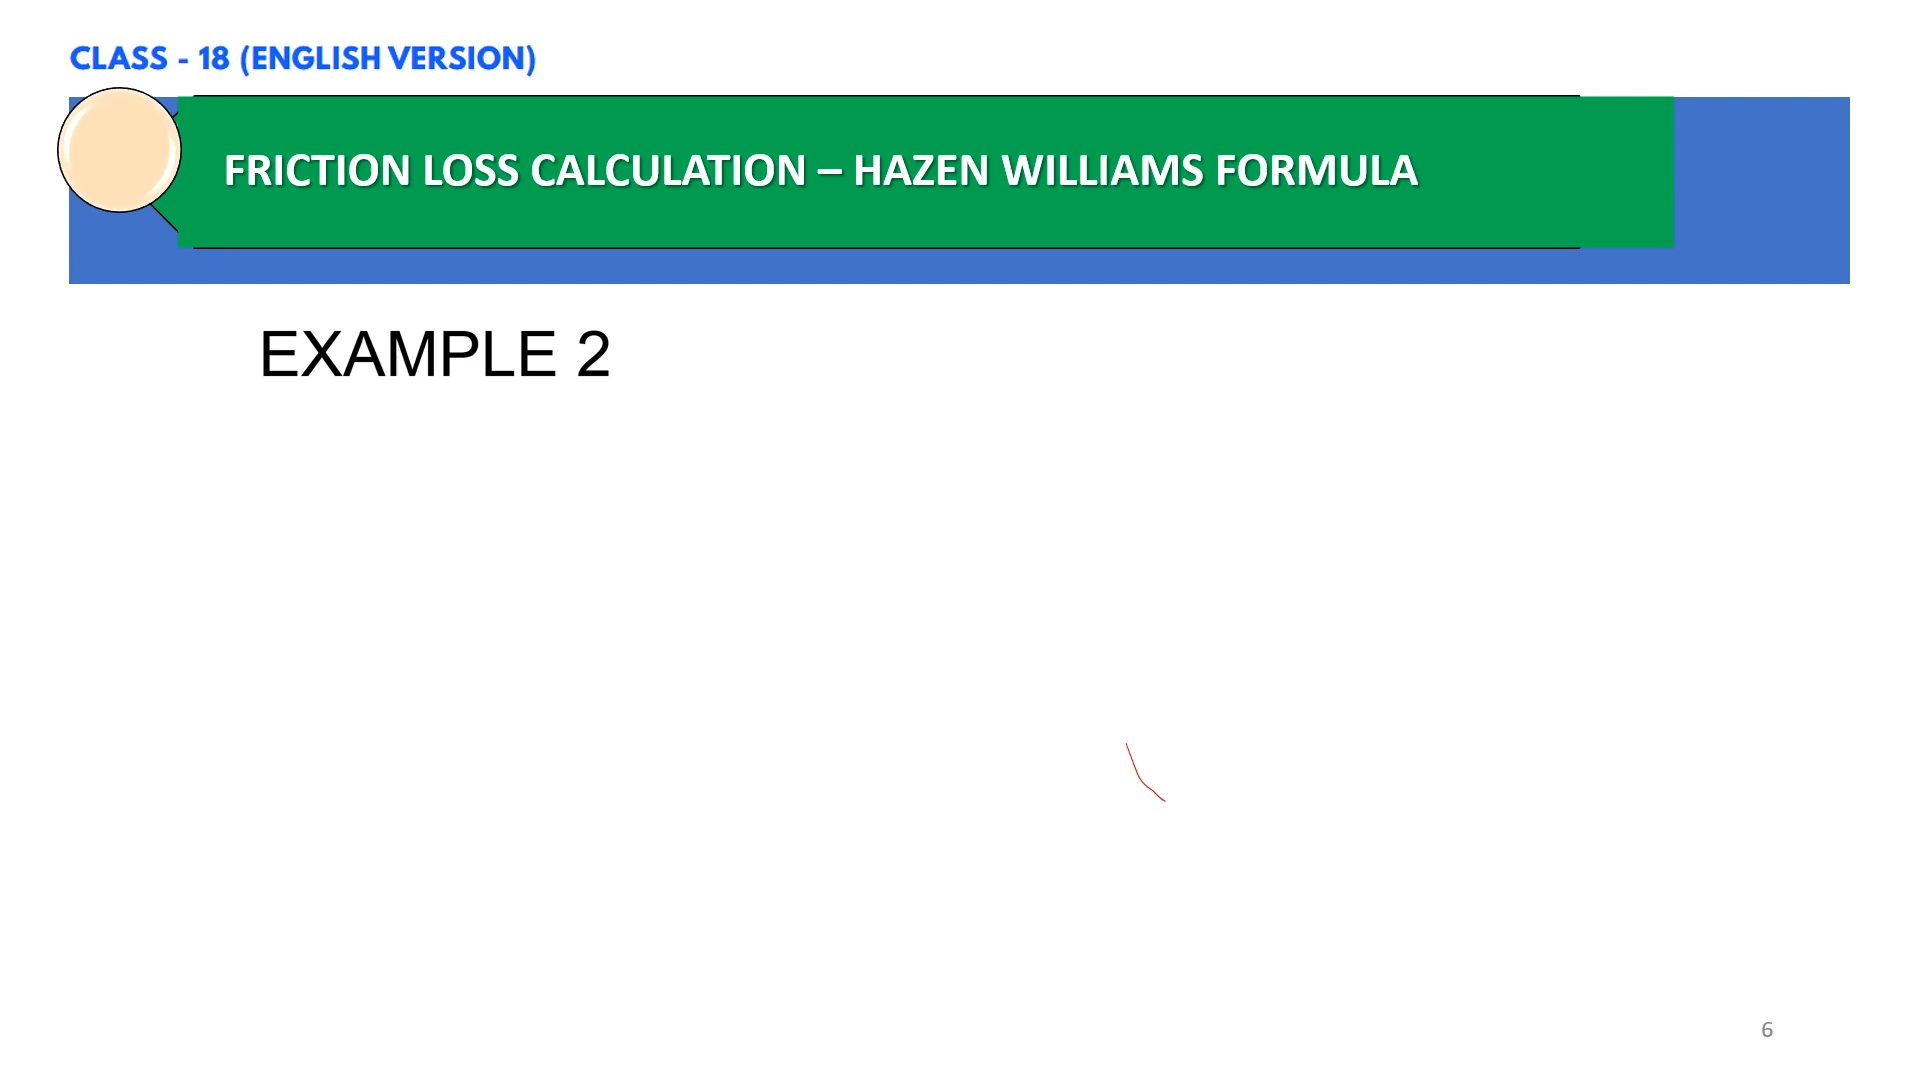 CLASS - 18 (ENGLISH VERSION)
FRICTION LOSS CALCULATION – HAZEN WILLIAMS FORMULA
EXAMPLE 2
6